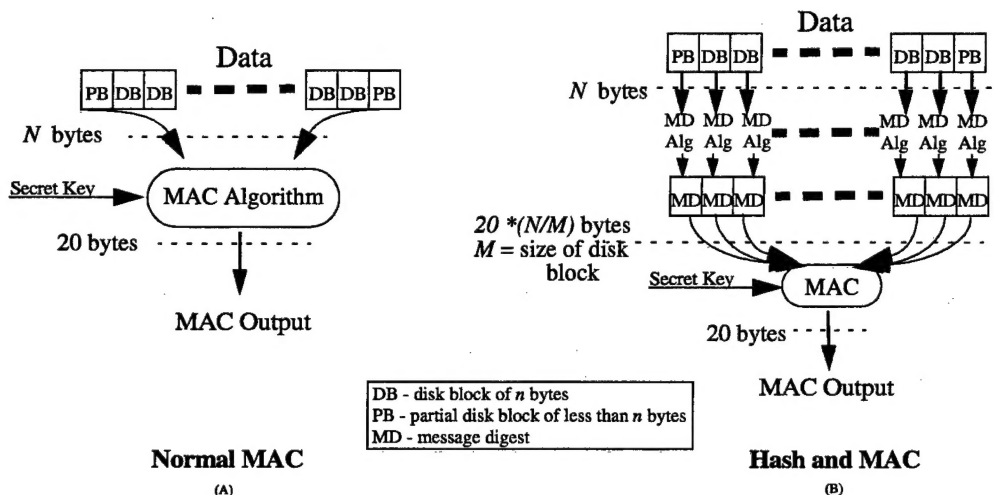 Data
PB DB DB DB DB PB
N bytes
Secret Key
MAC Algorithm
20 bytes
MAC Output
Normal MAC
(A)
Data
PB DB DB DB DB PB
N bytes
MD MD MD MD MD MD
Alg Alg Alg Alg Alg Alg
MD MD MD MD MD MD
20 *(N/M) bytes
M = size of disk
block
Secret Key
MAC
20 bytes
MAC Output
DB - disk block of n bytes
PB - partial disk block of less than n bytes
MD - message digest
Hash and MAC
(B)